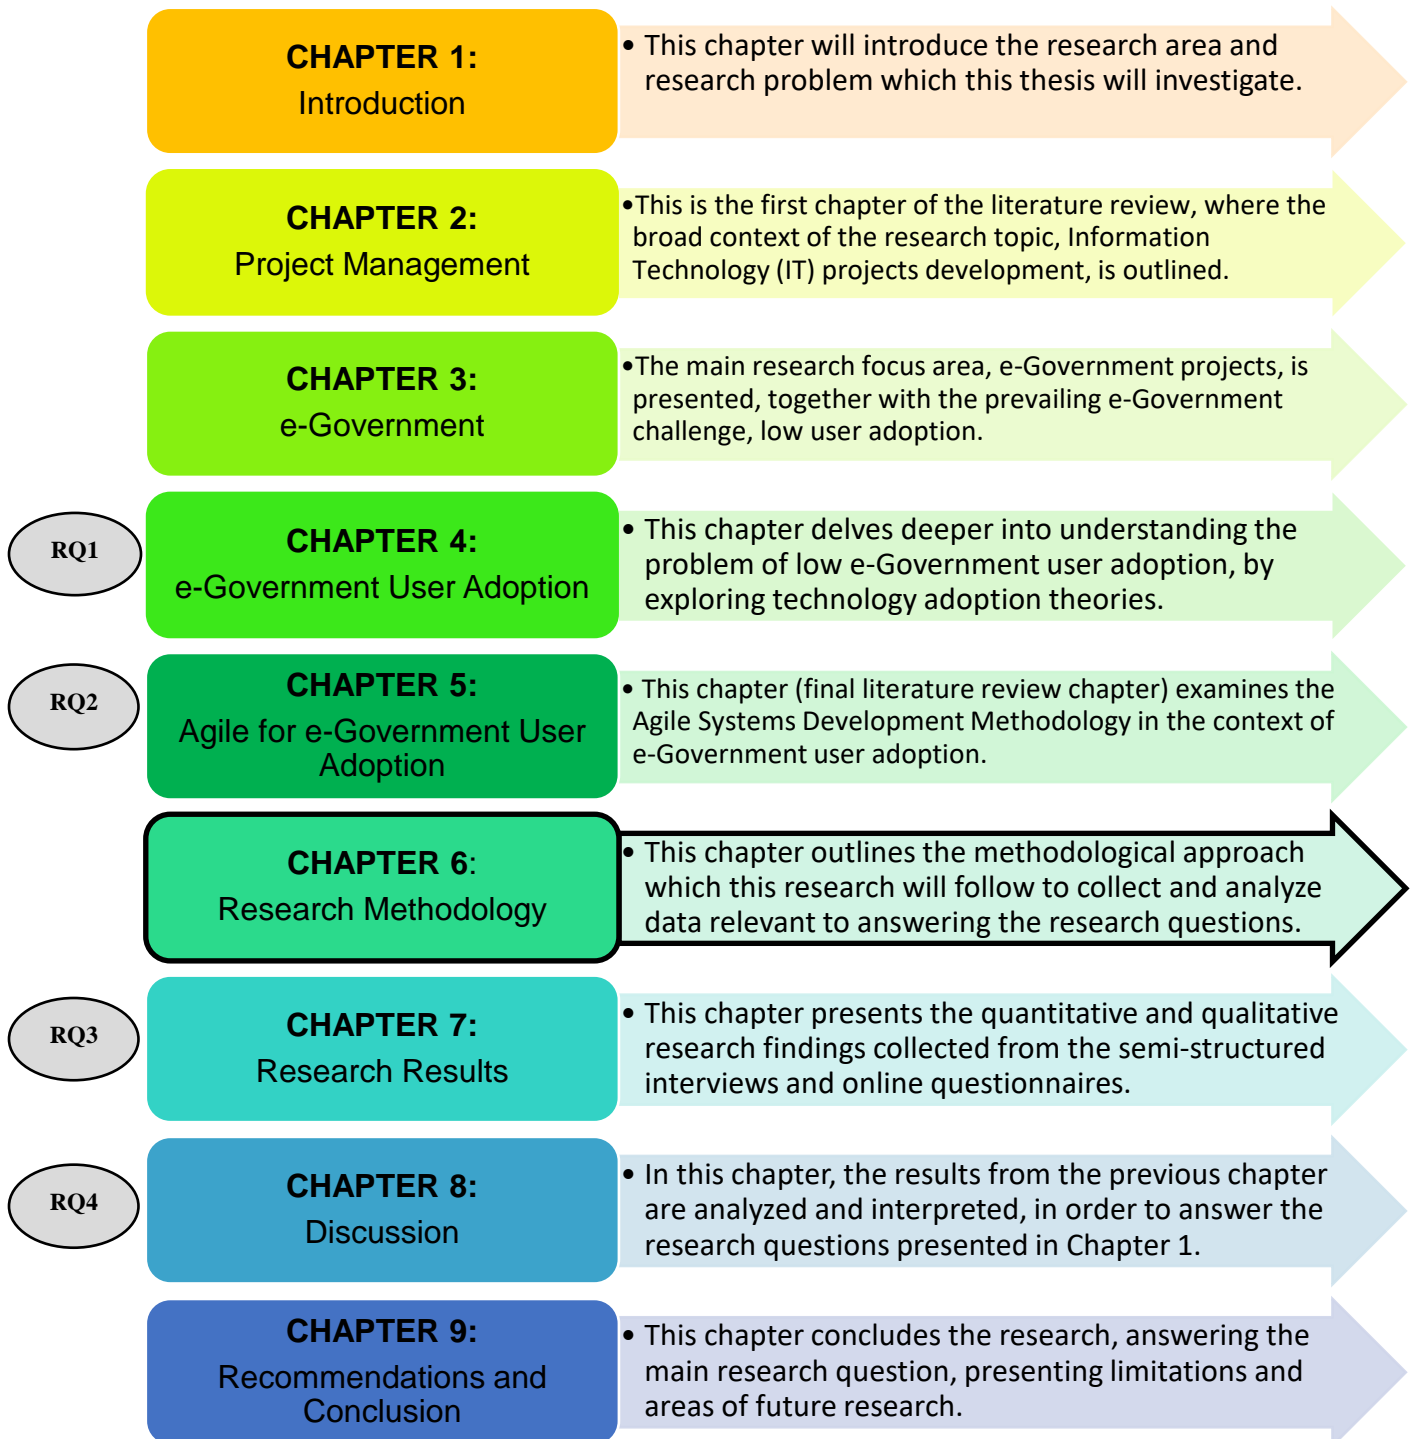 CHAPTER 1:
Introduction
• This chapter will introduce the research area and
research problem which this thesis will investigate.
CHAPTER 2:
Project Management
•This is the first chapter of the literature review, where the
broad context of the research topic, Information
Technology (IT) projects development, is outlined.
CHAPTER 3:
e-Government
•The main research focus area, e-Government projects, is
presented, together with the prevailing e-Government
challenge, low user adoption.
RQ1
CHAPTER 4:
e-Government User Adoption
• This chapter delves deeper into understanding the
problem of low e-Government user adoption, by
exploring technology adoption theories.
RQ2
CHAPTER 5:
Agile for e-Government User
Adoption
• This chapter (final literature review chapter) examines the
Agile Systems Development Methodology in the context of
e-Government user adoption.
CHAPTER 6:
Research Methodology
• This chapter outlines the methodological approach
which this research will follow to collect and analyze
data relevant to answering the research questions.
RQ3
CHAPTER 7:
Research Results
• This chapter presents the quantitative and qualitative
research findings collected from the semi-structured
interviews and online questionnaires.
RQ4
CHAPTER 8:
Discussion
• In this chapter, the results from the previous chapter
are analyzed and interpreted, in order to answer the
research questions presented in Chapter 1.
CHAPTER 9:
Recommendations and
Conclusion
• This chapter concludes the research, answering the
main research question, presenting limitations and
areas of future research.